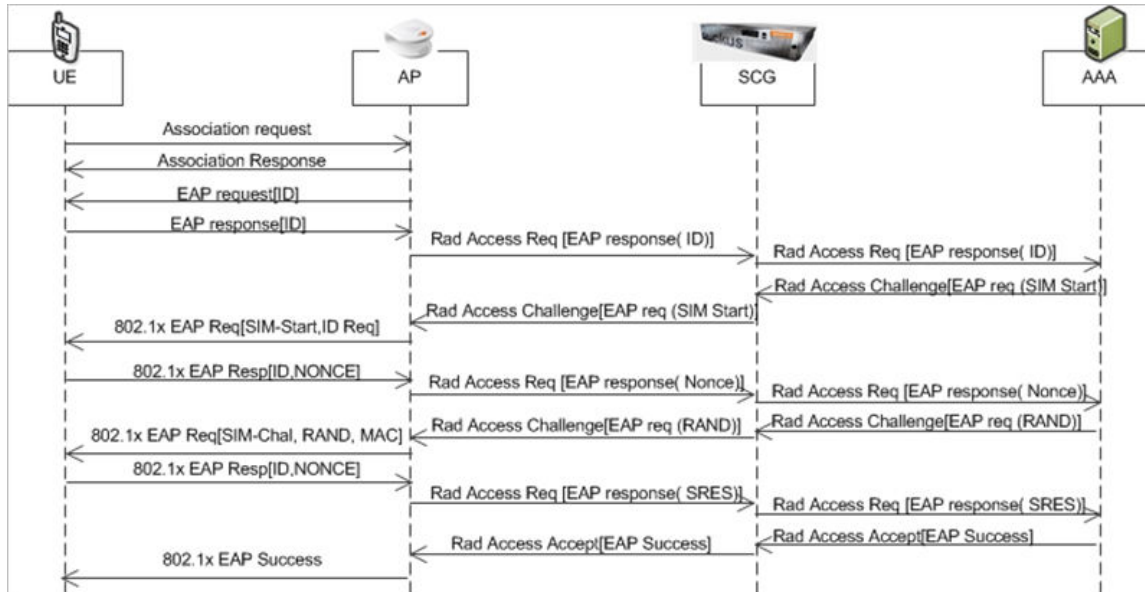 UE
AP
SCG
AAA
Association request
Association Response
EAP request[ID]
EAP response[ID]
Rad Access Req [EAP response( ID)]
Rad Access Req [EAP response( ID)]
Rad Access Challenge[EAP req (SIM Start)]
Rad Access Challenge[EAP req (SIM Start)]
802.1x EAP Req[SIM-Start,ID Req]
802.1x EAP Resp[ID,NONCE]
Rad Access Req [EAP response( Nonce)]
Rad Access Req [EAP response( Nonce)]
Rad Access Challenge[EAP req (RAND)]
Rad Access Challenge[EAP req (RAND)]
802.1x EAP Req[SIM-Chal, RAND, MAC]
802.1x EAP Resp[ID,NONCE]
Rad Access Req [EAP response( SRES)]
Rad Access Req [EAP response( SRES)]
Rad Access Accept[EAP Success]
Rad Access Accept[EAP Success]
802.1x EAP Success